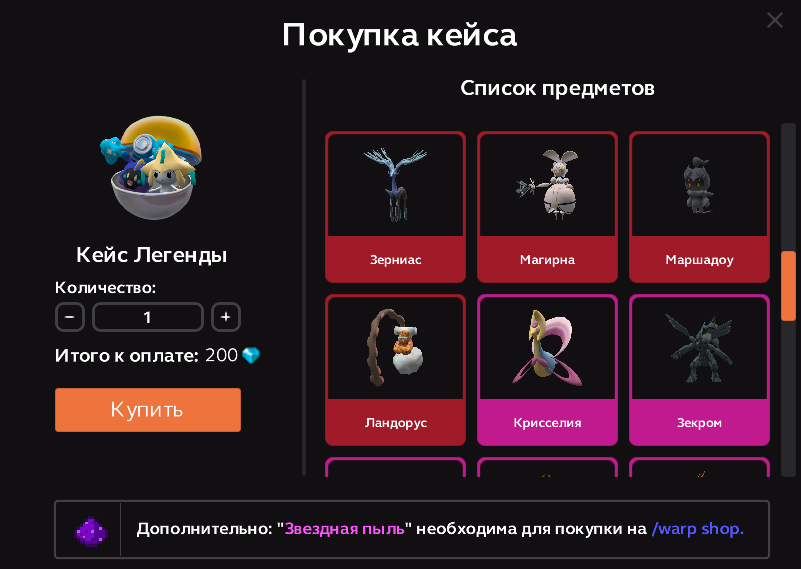 Покупка кейса
Кейс Легенды
Количество:
− 1 +
Итого к оплате: 200
Купить
Список предметов
Зерниас Магирна Маршадоу
Ландорус Крисселия Зекром
Дополнительно: "Звездная пыль" необходима для покупки на /warp shop.